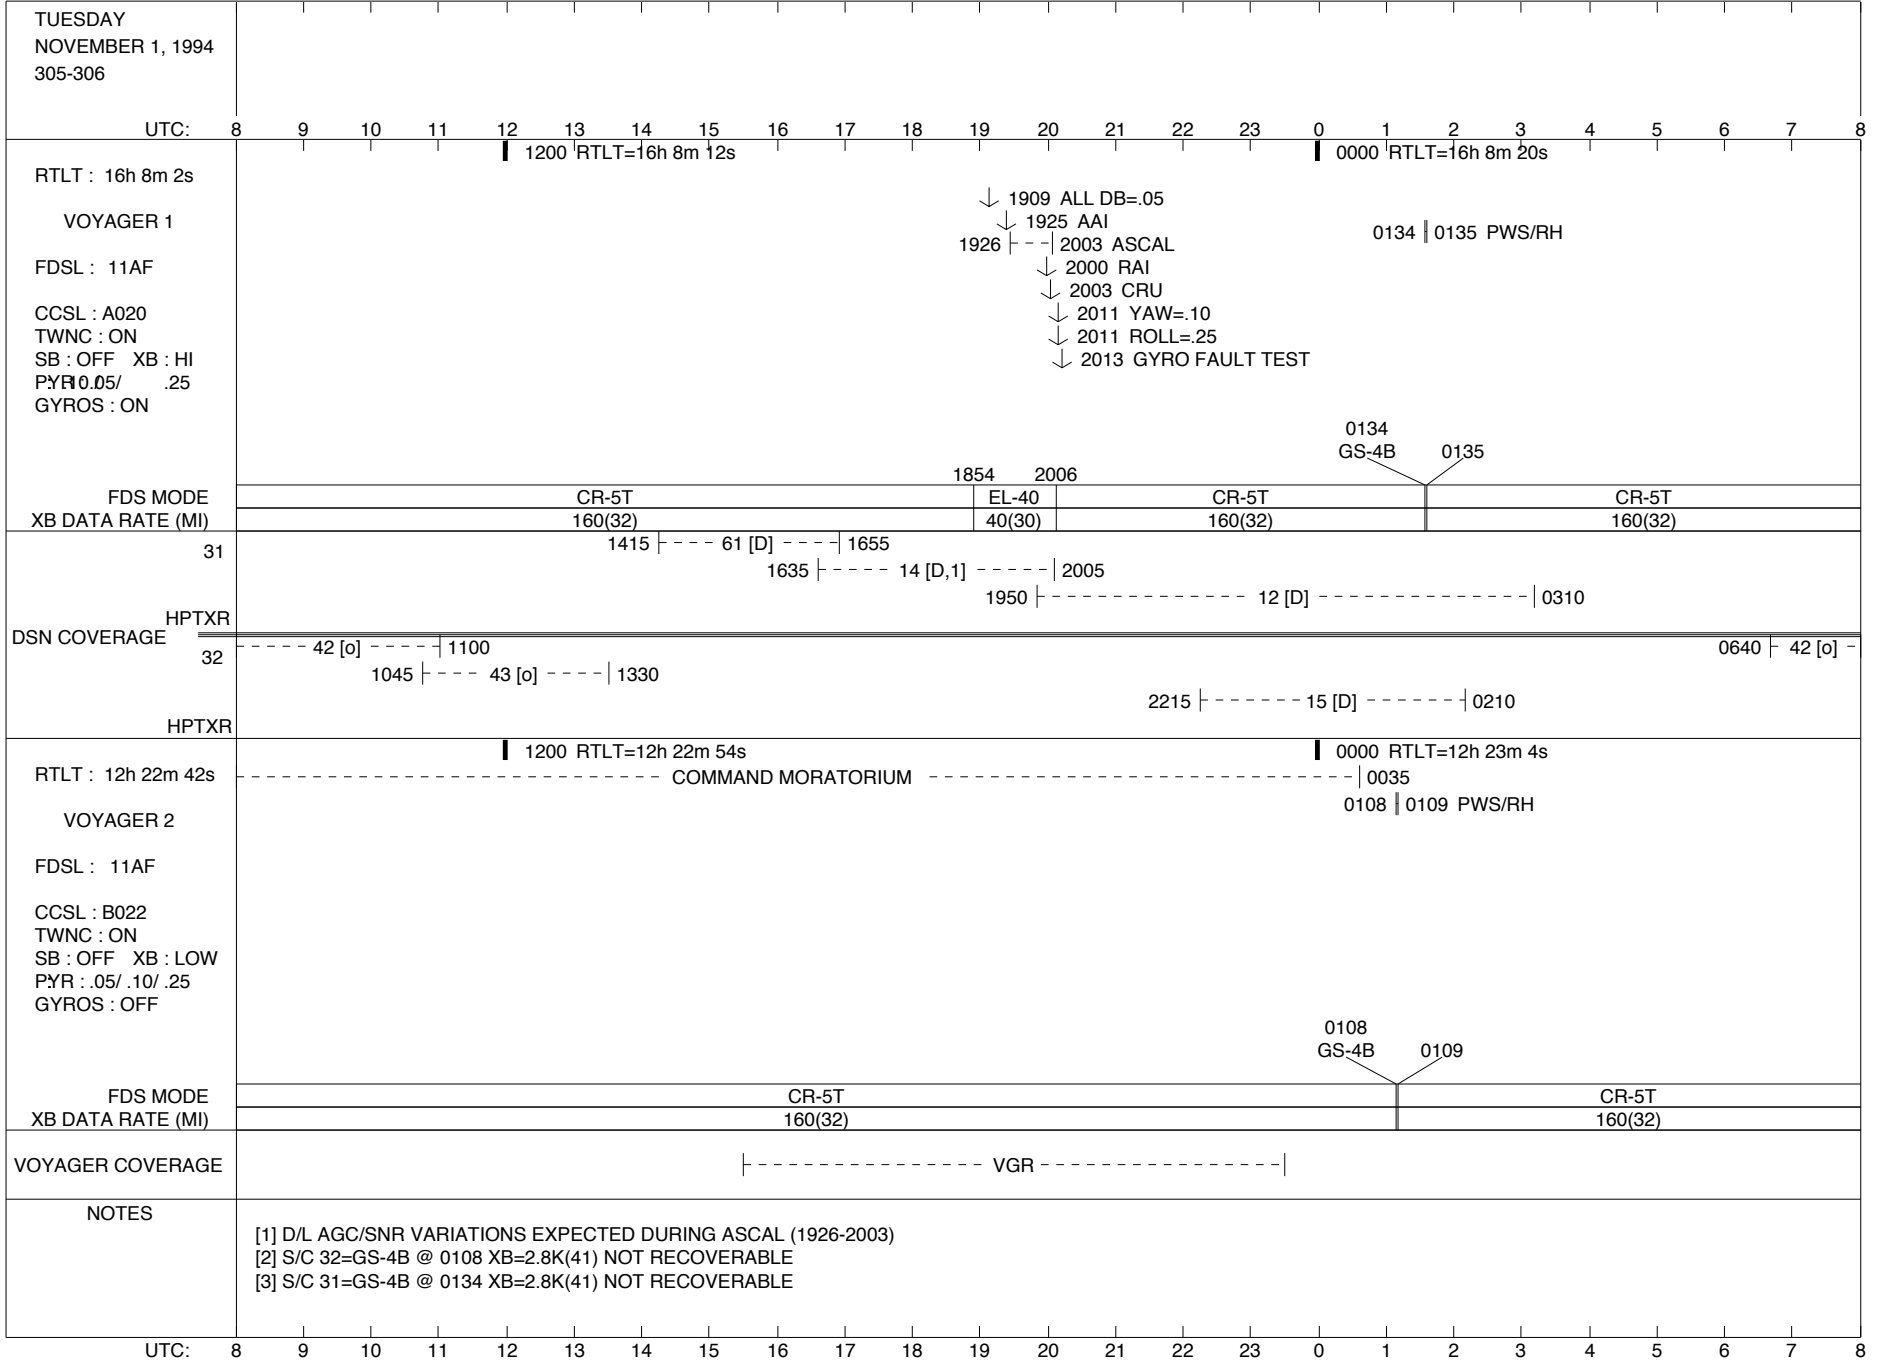 TUESDAY
NOVEMBER 1, 1994
305-306
UTC: 8 9 10 11 12 13 14 15 16 17 18 19 20 21 22 23 0 1 2 3 4 5 6 7 8
1200 RTLT=16h 8m 12s 0000 RTLT=16h 8m 20s
RTLT : 16h 8m 2s
1909 ALL DB=.05
VOYAGER 1
1925 AAI
0134 0135 PWS/RH
1926 2003 ASCAL
FDSL : 11AF
2000 RAI
2003 CRU
CCSL : A020
2011 YAW=.10
TWNC : ON
2011 ROLL=.25
SB : OFF XB : HI
2013 GYRO FAULT TEST
.05/ .25
GYROS : ON
0134
GS-4B 0135
1854 2006
FDS MODE CR-5T EL-40 CR-5T CR-5T
XB DATA RATE (MI) 160(32) 40(30) 160(32) 160(32)
31 1415 61 [D] 1655
1635 14 [D,1] 2005
1950 12 [D] 0310
HPTXR
DSN COVERAGE
32 42 [o] 1100 0640 42 [o]
1045 43 [o] 1330
2215 15 [D] 0210
HPTXR
1200 RTLT=12h 22m 54s 0000 RTLT=12h 23m 4s
RTLT : 12h 22m 42s COMMAND MORATORIUM 0035
0108 0109 PWS/RH
VOYAGER 2
FDSL : 11AF
CCSL : B022
TWNC : ON
SB : OFF XB : LOW
PYR : .05/ .10/ .25
GYROS : OFF
0108
GS-4B 0109
FDS MODE CR-5T CR-5T
XB DATA RATE (MI) 160(32) 160(32)
VOYAGER COVERAGE VGR
NOTES
[1] D/L AGC/SNR VARIATIONS EXPECTED DURING ASCAL (1926-2003)
[2] S/C 32=GS-4B @ 0108 XB=2.8K(41) NOT RECOVERABLE
[3] S/C 31=GS-4B @ 0134 XB=2.8K(41) NOT RECOVERABLE
UTC: 8 9 10 11 12 13 14 15 16 17 18 19 20 21 22 23 0 1 2 3 4 5 6 7 8